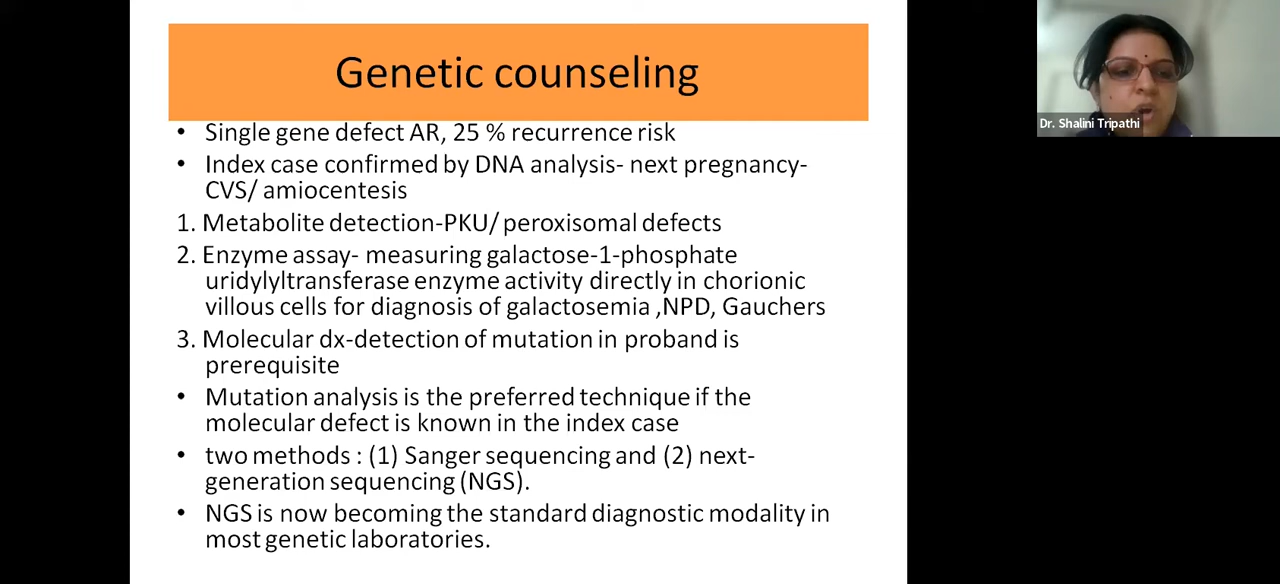 Genetic counseling
• Single gene defect AR, 25 % recurrence risk
• Index case confirmed by DNA analysis- next pregnancy-
CVS/ amiocentesis
1. Metabolite detection-PKU/ peroxisomal defects
2. Enzyme assay- measuring galactose-1-phosphate
uridylyltransferase enzyme activity directly in chorionic
villous cells for diagnosis of galactosemia ,NPD, Gauchers
3. Molecular dx-detection of mutation in proband is
prerequisite
• Mutation analysis is the preferred technique if the
molecular defect is known in the index case
• two methods : (1) Sanger sequencing and (2) next-
generation sequencing (NGS).
• NGS is now becoming the standard diagnostic modality in
most genetic laboratories.
Dr. Shalini Tripathi